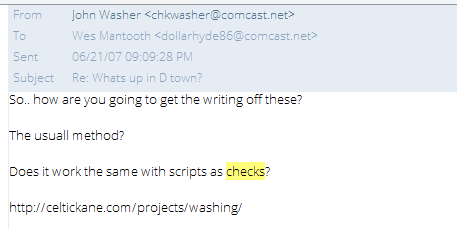 From John Washer <chkwasher@comcast.net>
To Wes Mantooth <dollarhyde86@comcast.net>
Sent 06/21/07 09:09:28 PM
Subject Re: Whats up in D town?
So.. how are you going to get the writing off these?
The usuall method?
Does it work the same with scripts as checks?
http://celtickane.com/projects/washing/